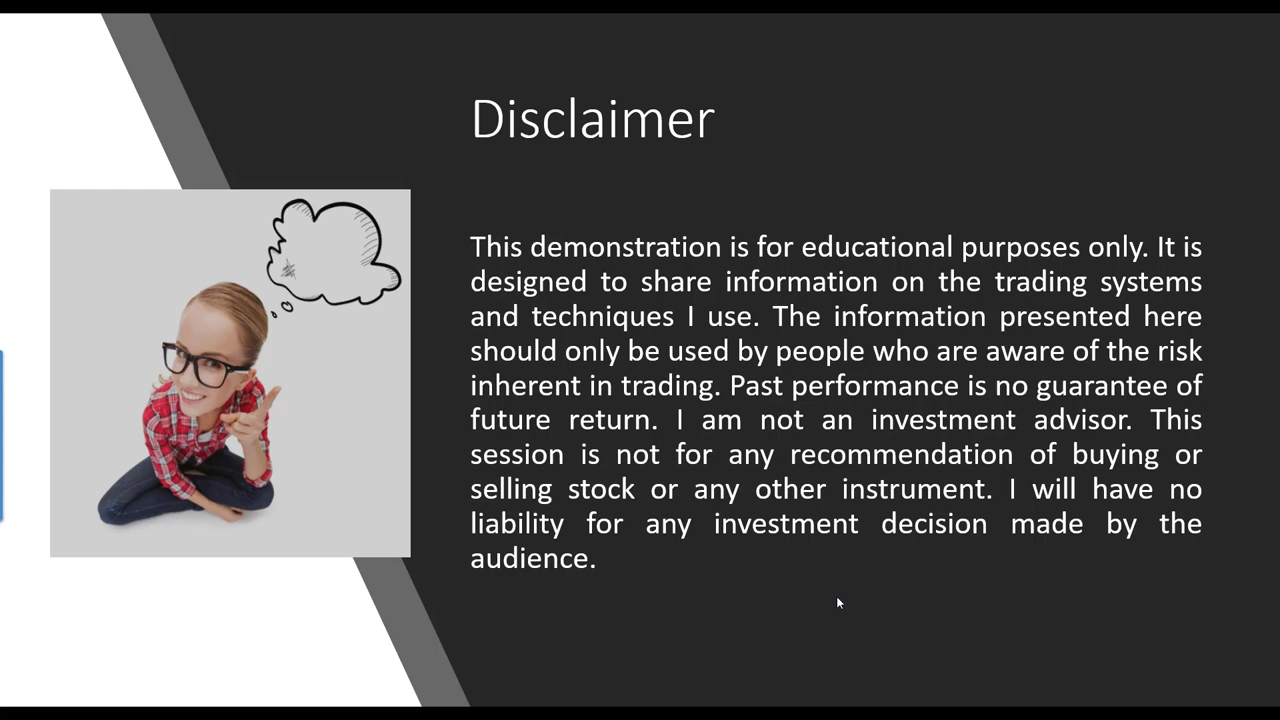 Disclaimer
This demonstration is for educational purposes only. It is
designed to share information on the trading systems
and techniques I use. The information presented here
should only be used by people who are aware of the risk
inherent in trading. Past performance is no guarantee of
future return. I am not an investment advisor. This
session is not for any recommendation of buying or
selling stock or any other instrument. I will have no
liability for any investment decision made by the
audience.